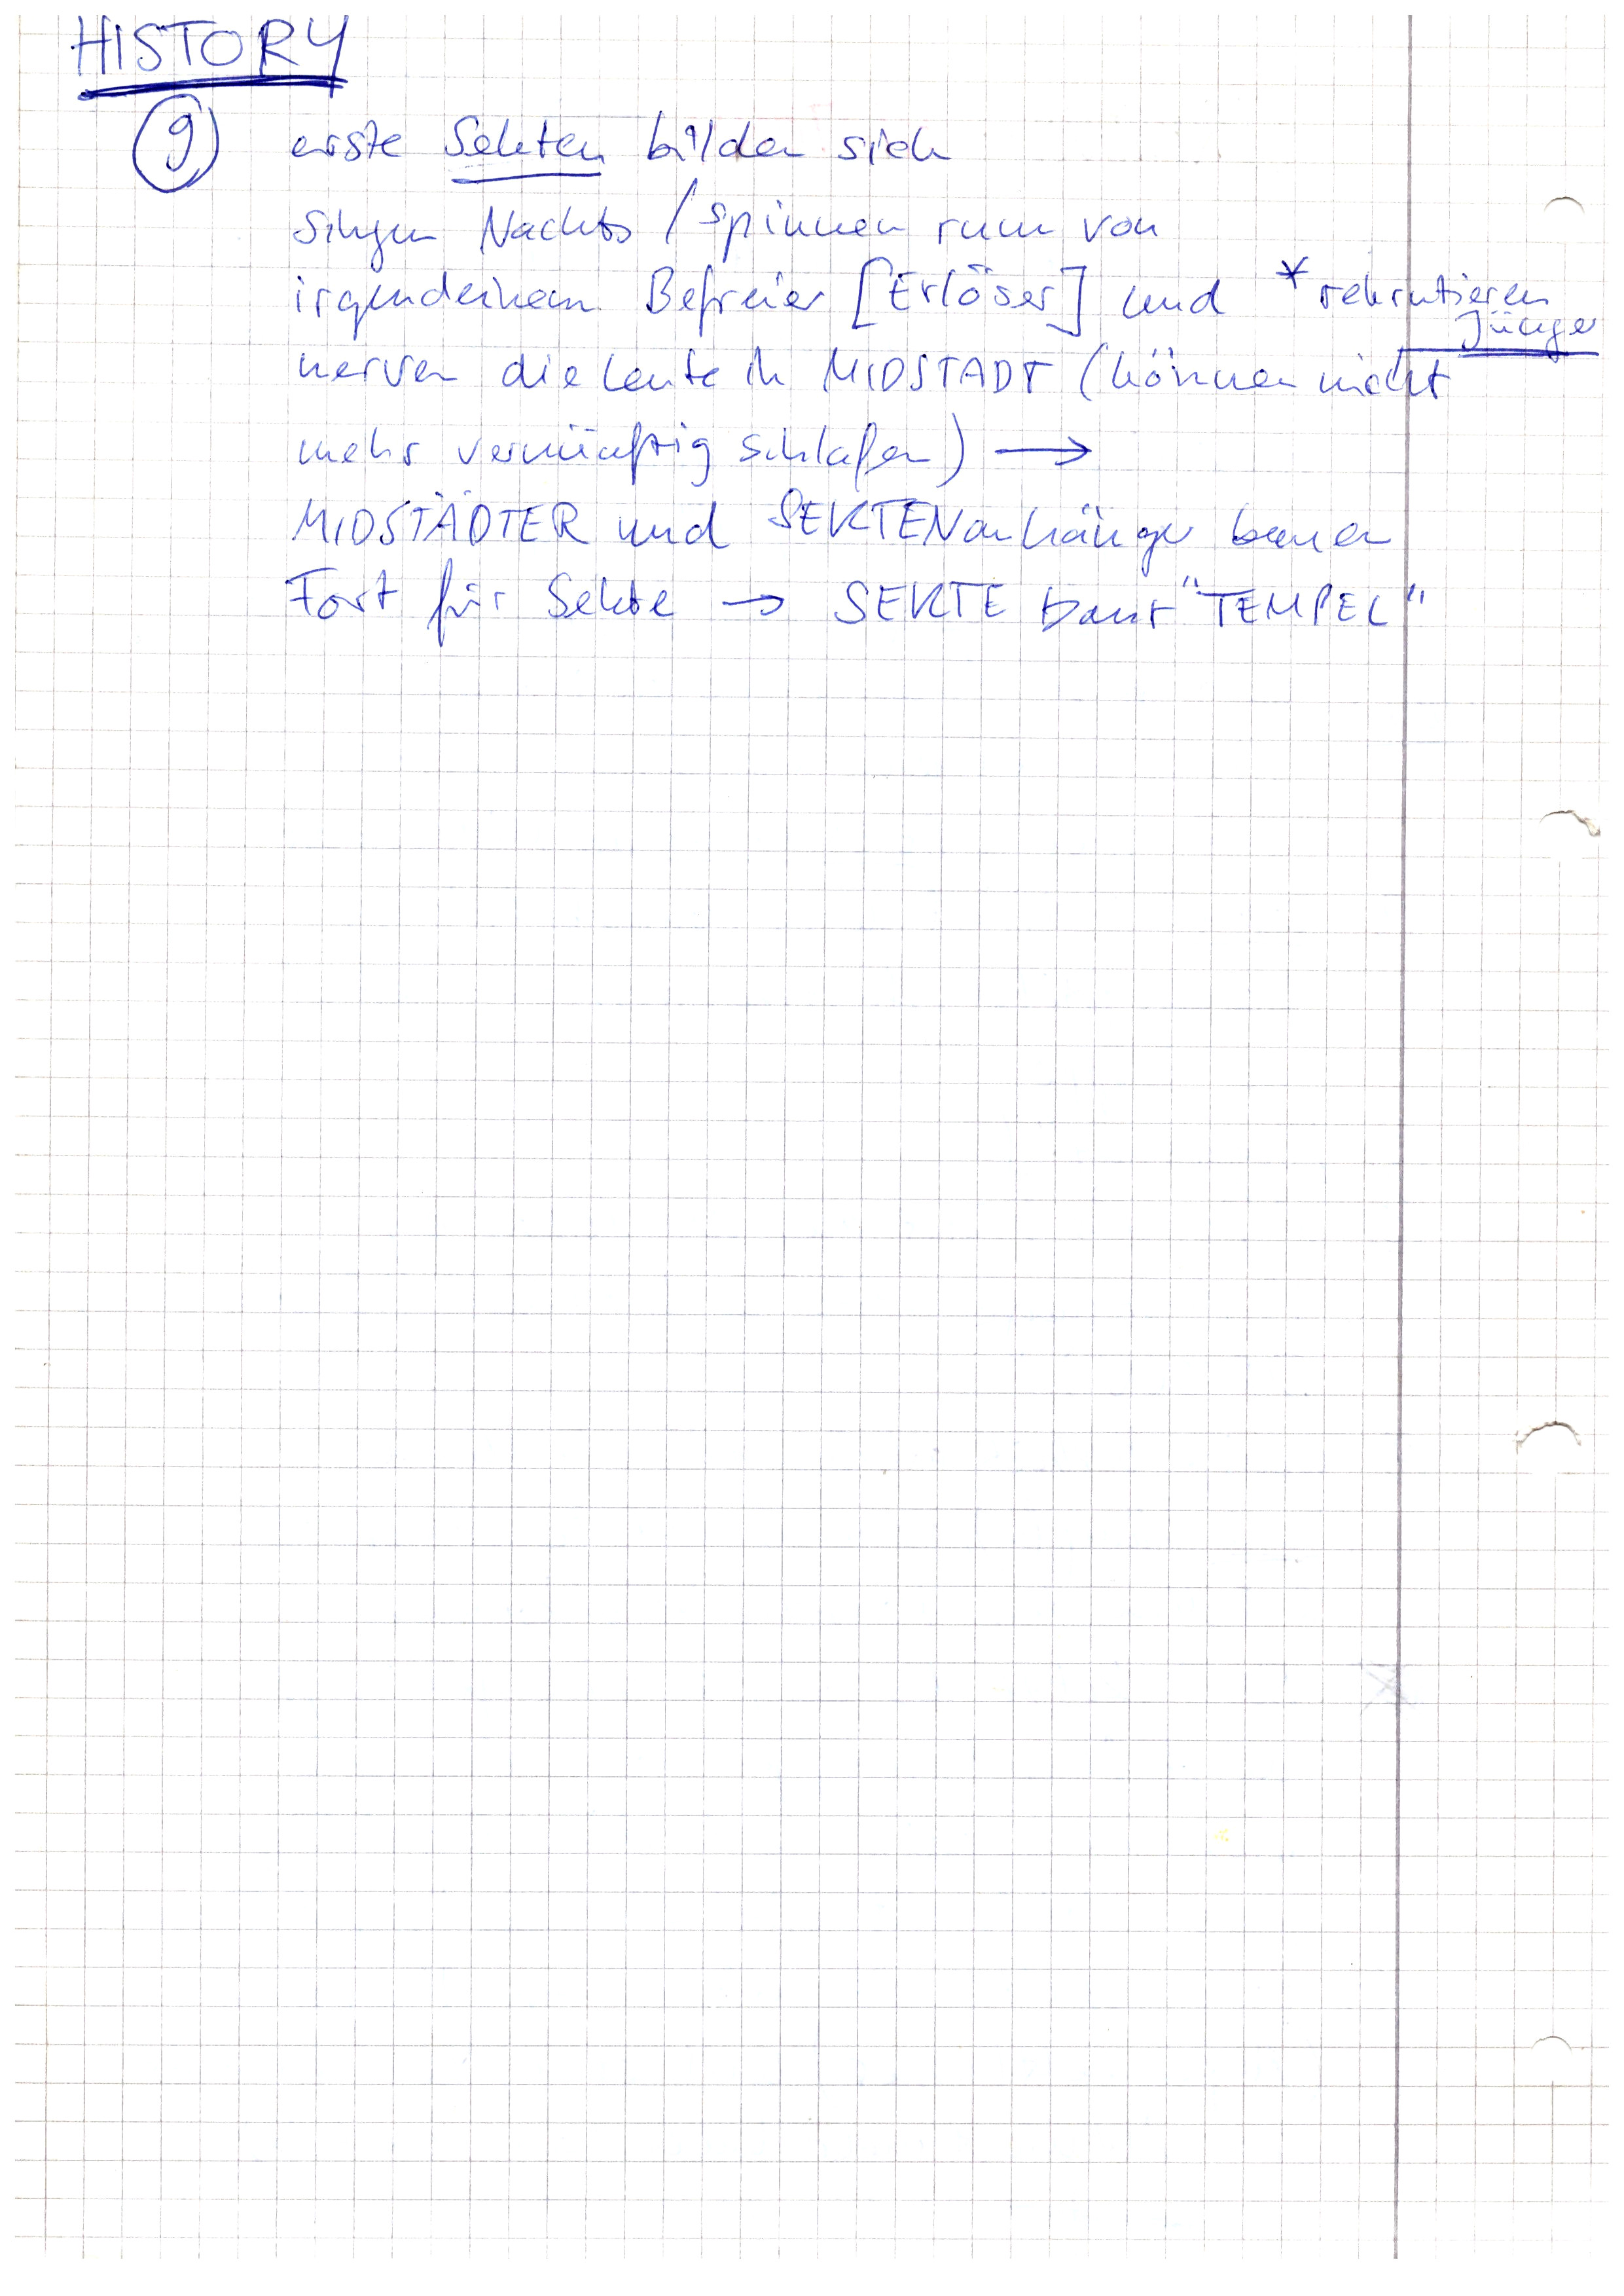 HISTORY
9 erste Sekten bilden sich
singen Nachts / spinnen rum von
irgendeinem Befreier [Erlöser] und * rekrutieren
Jünger
nerven die Leute in MIDSTADT (können nicht
mehr vernünftig schlafen) →
MIDSTÄDTER und SEKTENanhänger bauen
Fort für Sekte → SEKTE baut "TEMPEL"